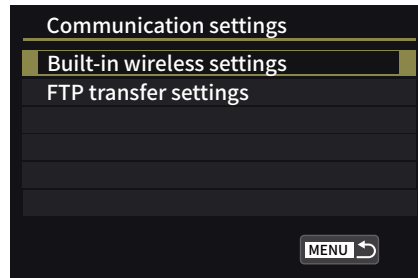 Communication settings
Built-in wireless settings
FTP transfer settings
MENU